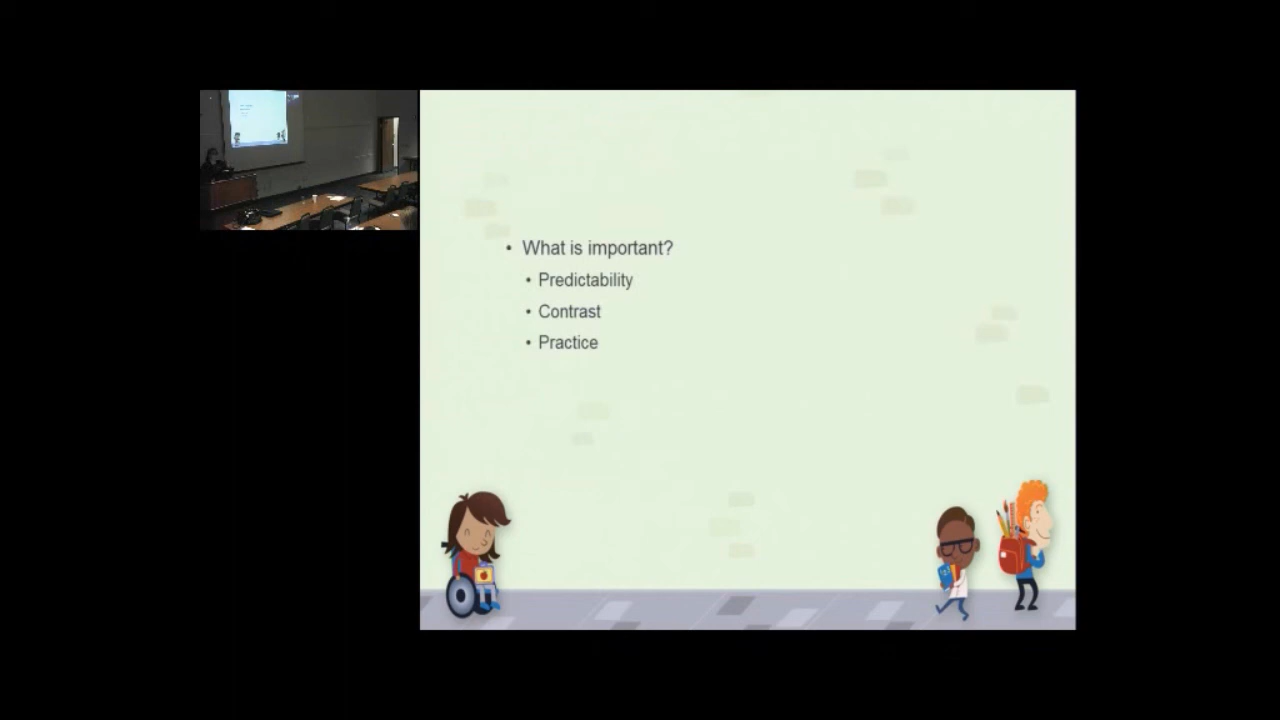 • What is important?
• Predictability
• Contrast
• Practice